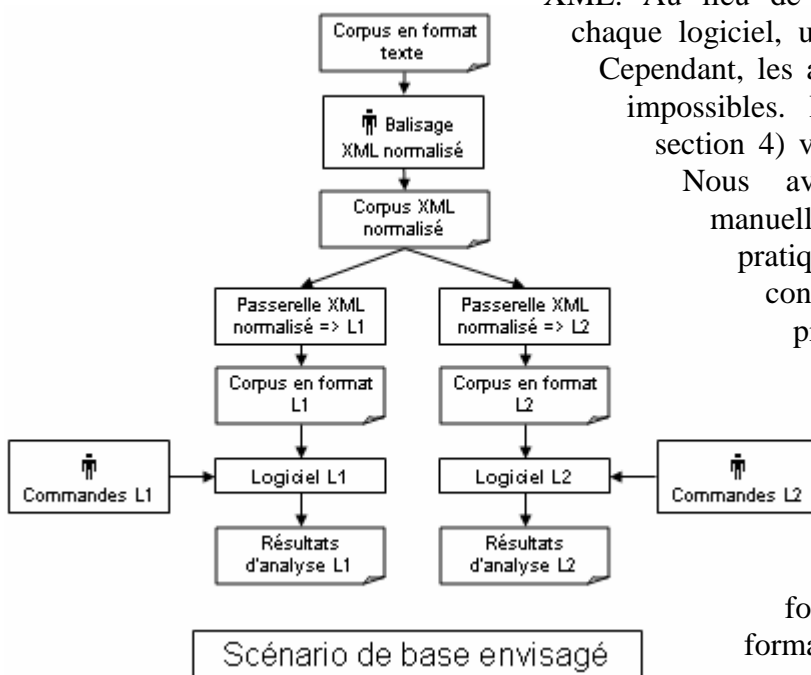 XML. Au lieu de
chaque logiciel, u
Cependant, les a
impossibles.
section 4) v
Nous av
manuell
pratiqu
con
p
fo
forma
Corpus en format
texte
Balisage
XML normalisé
Corpus XML
normalisé
Passerelle XML
normalisé => L1
Passerelle XML
normalisé => L2
Corpus en format
L1
Corpus en format
L2
Commandes L1
Logiciel L1
Logiciel L2
Commandes L2
Résultats
d'analyse L1
Résultats
d'analyse L2
Scénario de base envisagé